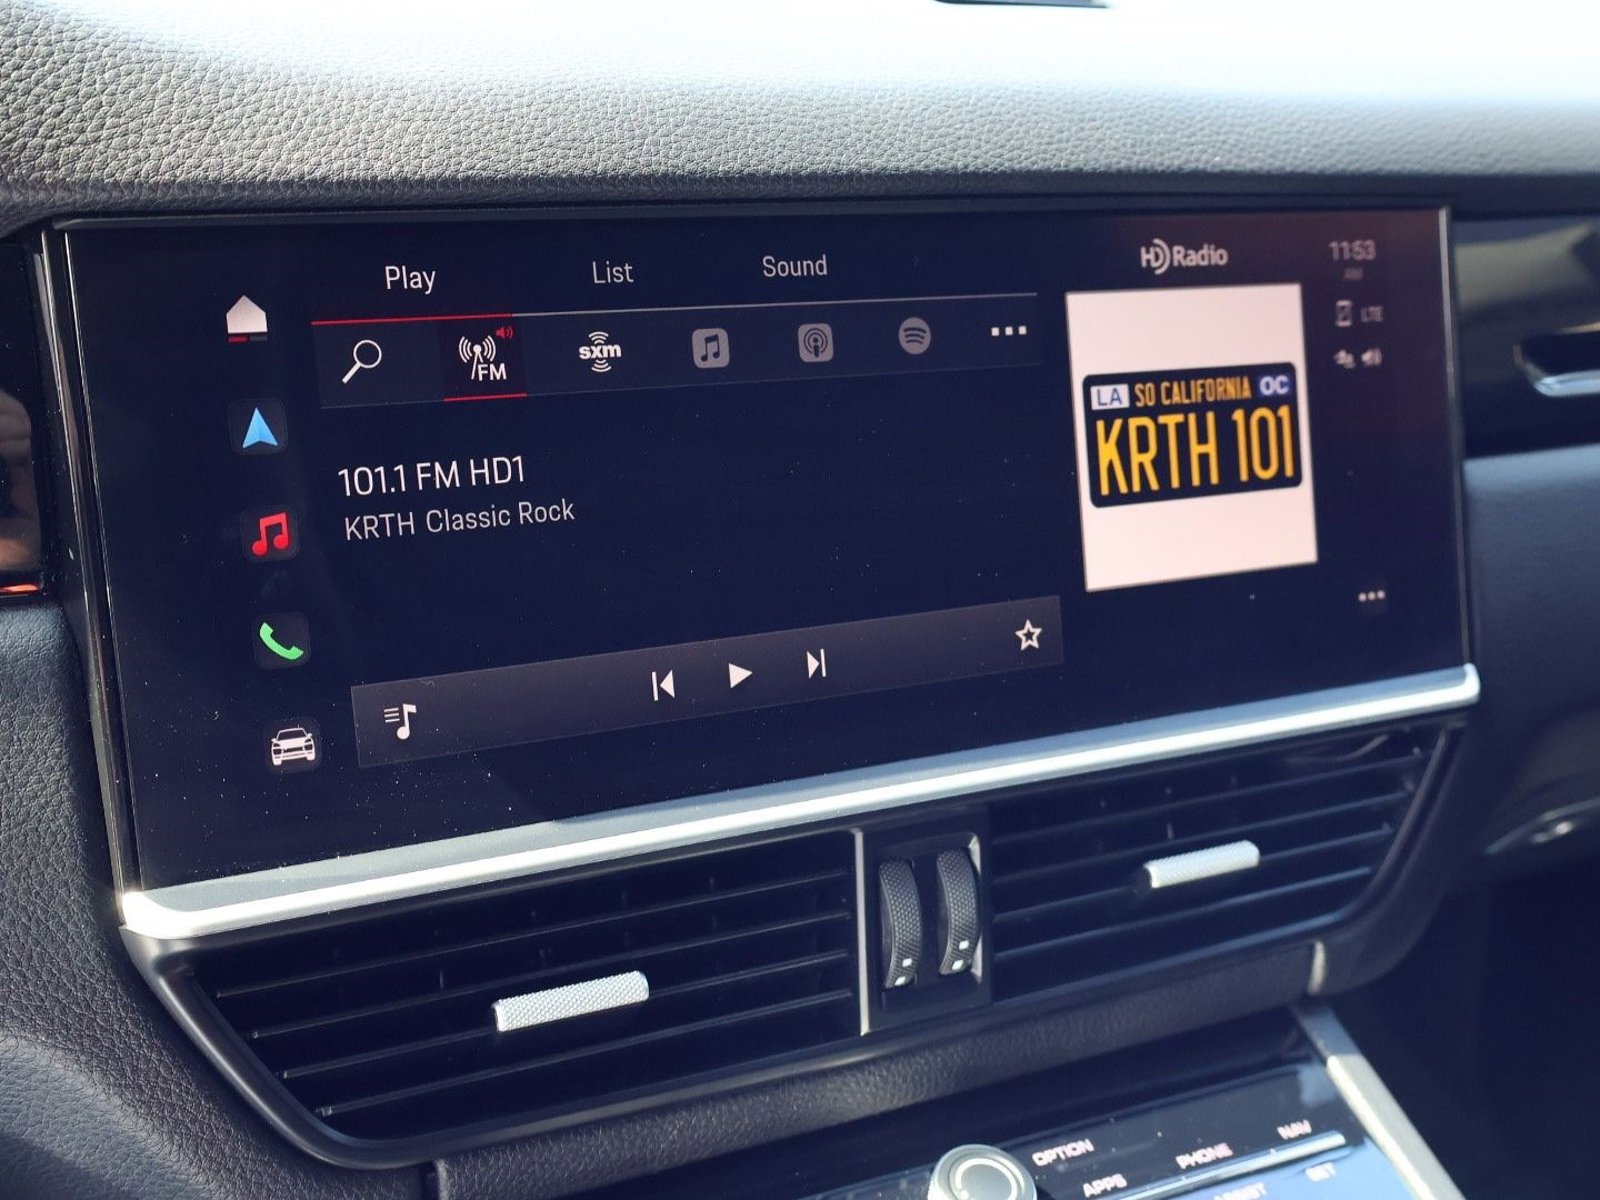 Play List Sound
HD Radio
11:53
AM
FM
sxm
LTE
101.1 FM HD1
KRTH Classic Rock
LA SO CALIFORNIA OC
KRTH 101
OPTION
APPS
PHONE
NAV
SET